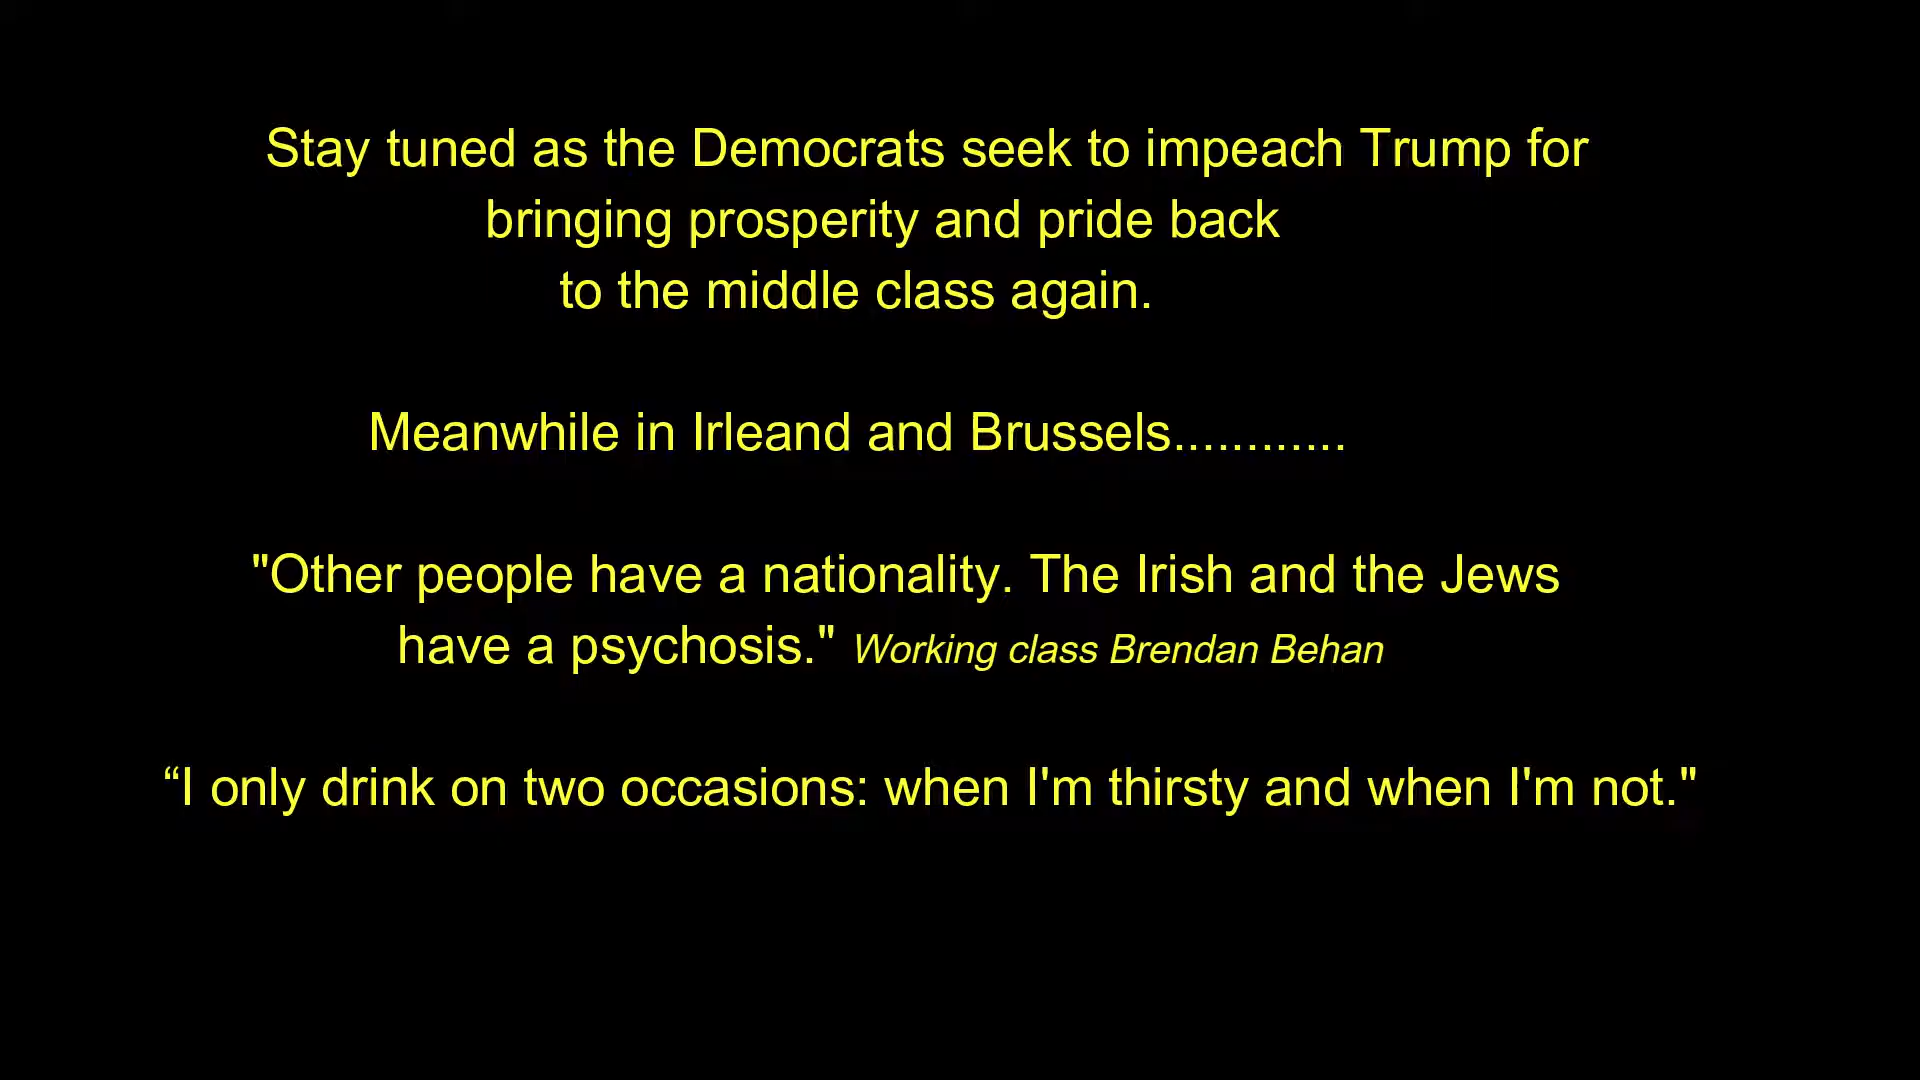 Stay tuned as the Democrats seek to impeach Trump for
bringing prosperity and pride back
to the middle class again.
Meanwhile in Irleand and Brussels............
"Other people have a nationality. The Irish and the Jews
have a psychosis." Working class Brendan Behan
“I only drink on two occasions: when I'm thirsty and when I'm not."